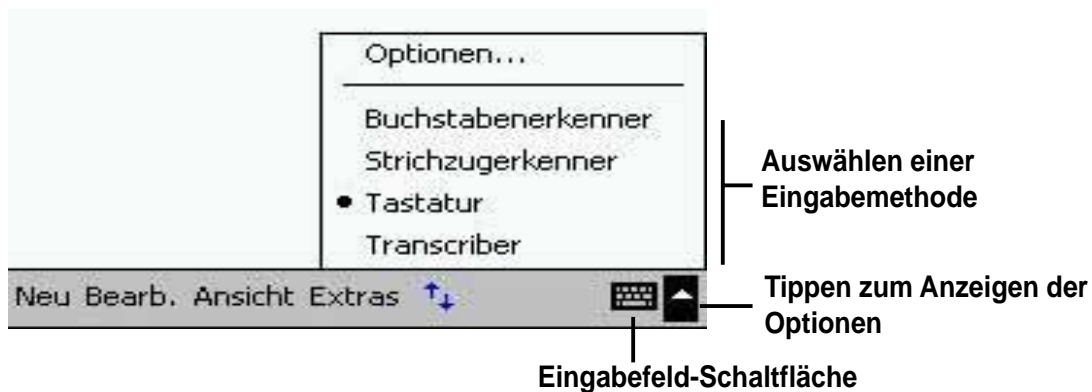 Optionen...
Buchstabenerkenner
Strichzugerkenner
Tastatur
Transcriber
Auswählen einer
Eingabemethode
Neu Bearb. Ansicht Extras
Tippen zum Anzeigen der
Optionen
Eingabefeld-Schaltfläche